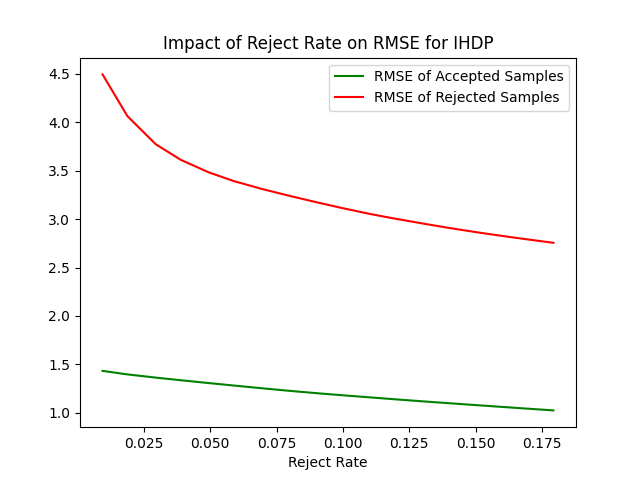 Impact of Reject Rate on RMSE for IHDP
RMSE of Accepted Samples
RMSE of Rejected Samples
4.5
4.0
3.5
3.0
2.5
2.0
1.5
1.0
0.025 0.050 0.075 0.100 0.125 0.150 0.175
Reject Rate